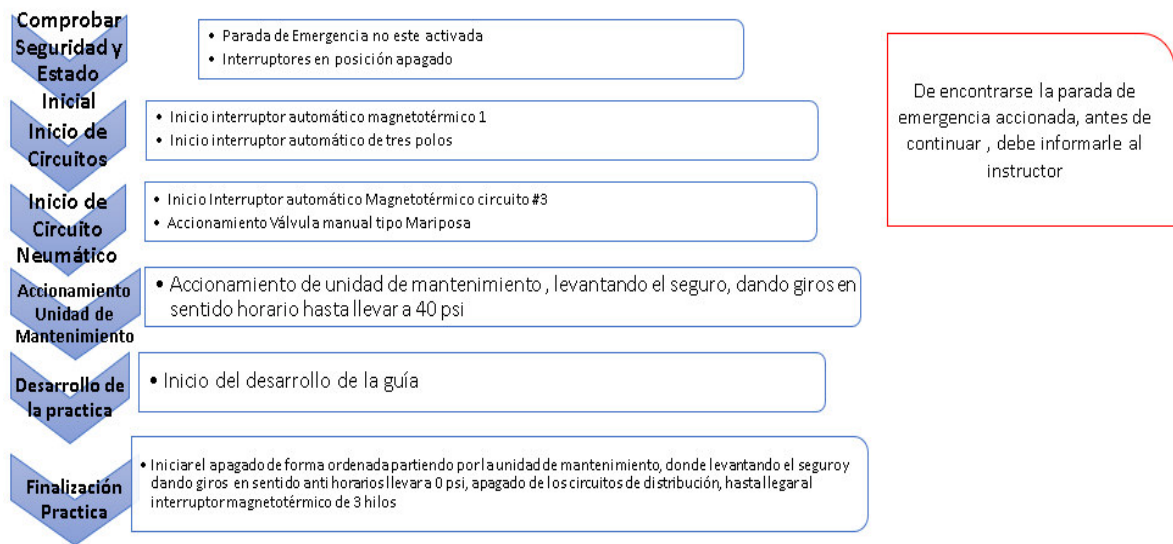 Comprobar
Seguridad y
Estado
Inicial
• Parada de Emergencia no este activada
• Interruptores en posición apagado
Inicio de
Circuitos
• Inicio interruptor automático magnetotérmico 1
• Inicio interruptor automático de tres polos
Inicio de
Circuito
Neumático
• Inicio Interruptor automático Magnetotérmico circuito #3
• Accionamiento Válvula manual tipo Mariposa
Accionamiento
Unidad de
Mantenimiento
• Accionamiento de unidad de mantenimiento , levantando el seguro, dando giros en
sentido horario hasta llevar a 40 psi
Desarrollo de
la practica
• Inicio del desarrollo de la guía
Finalización
Practica
• Iniciar el apagado de forma ordenada partiendo por la unidad de mantenimiento, donde levantando el seguro y
dando giros en sentido anti horarios llevar a 0 psi, apagado de los circuitos de distribución, hasta llegar al
interruptor magnetotérmico de 3 hilos
De encontrarse la parada de
emergencia accionada, antes de
continuar , debe informarle al
instructor